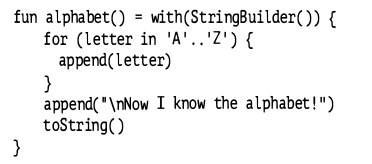 fun alphabet() = with(StringBuilder()) {
    for (letter in 'A'..'Z') {
      append(letter)
    }
    append("\nNow I know the alphabet!")
    toString()
}